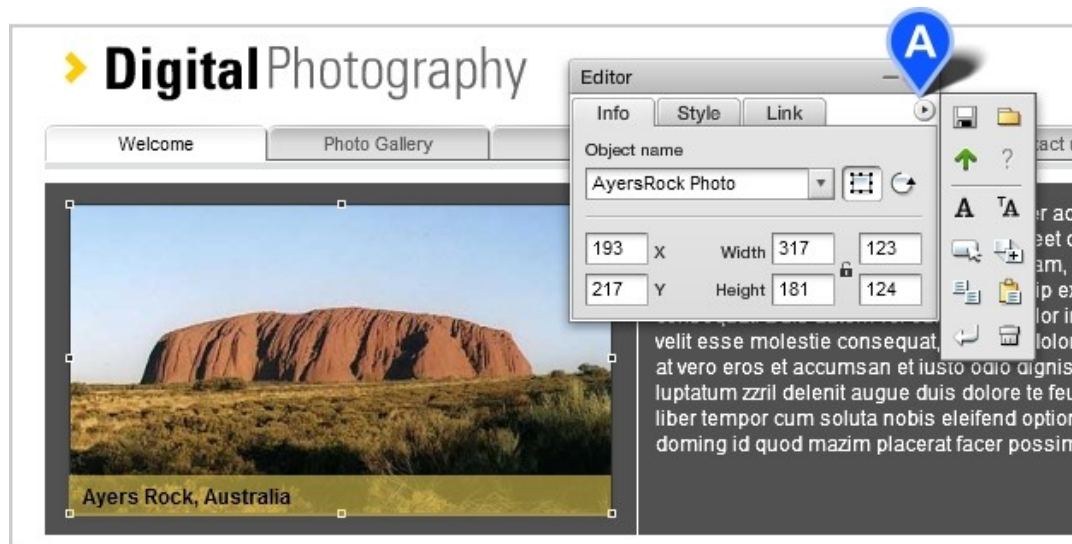 A
Digital Photography
Editor
Info Style Link
Welcome Photo Gallery
Object name
AyersRock Photo
193 X Width 317 123
217 Y Height 181 124
velit esse molestie consequat,
at vero eros et accumsan et iusto odio dignis
luptatum zzril delenit augue duis dolore te feu
liber tempor cum soluta nobis eleifend option
doming id quod mazim placerat facer possim
Ayers Rock, Australia